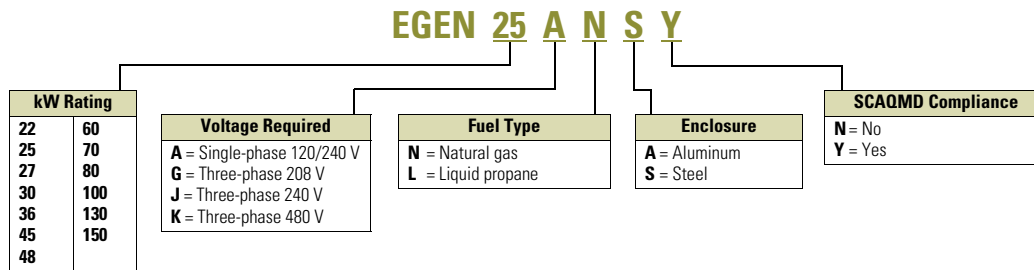 EGEN 25 A N S Y
kW Rating
22 60
25 70
27 80
30 100
36 130
45 150
48
Voltage Required
A = Single-phase 120/240 V
G = Three-phase 208 V
J = Three-phase 240 V
K = Three-phase 480 V
Fuel Type
N = Natural gas
L = Liquid propane
Enclosure
A = Aluminum
S = Steel
SCAQMD Compliance
N = No
Y = Yes